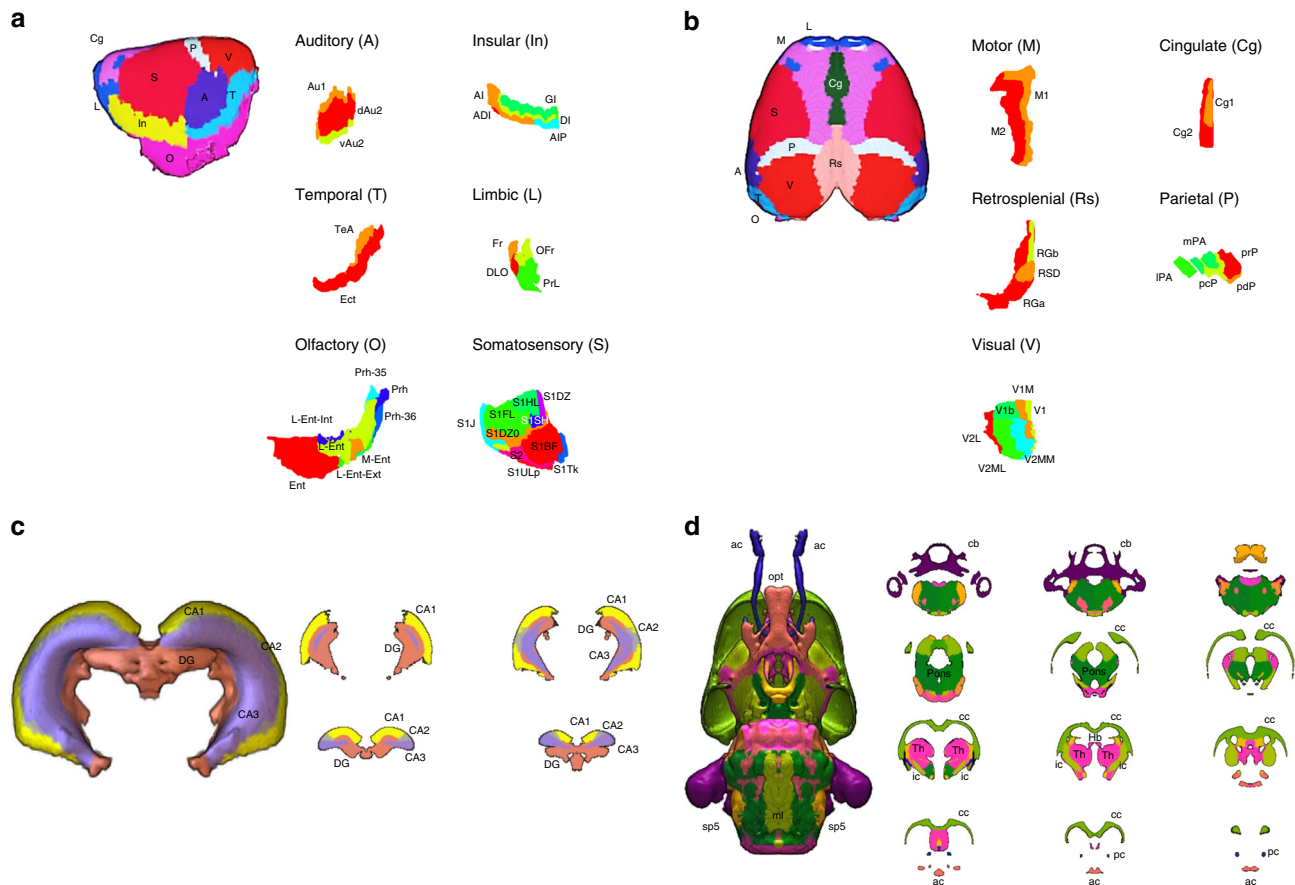 a
Cg
P
V
S
A
T
L
In
O
Auditory (A)
Au1
dAu2
vAu2
Insular (In)
AI
GI
ADI
DI
AIP
Temporal (T)
TeA
Ect
Limbic (L)
Fr
OFr
DLO
PrL
Olfactory (O)
Prh-35
Prh
L-Ent-Int
Prh-36
L-Ent
M-Ent
L-Ent-Ext
Ent
Somatosensory (S)
S1DZ
S1HL
S1J
S1FL
S1SH
S1DZ0
S1BF
S2
S1ULp
S1Tk
b
L
M
Cg
S
P
A
Rs
V
T
O
Motor (M)
M1
M2
Cingulate (Cg)
Cg1
Cg2
Retrosplenial (Rs)
RGb
RSD
RGa
Parietal (P)
mPA
prP
lPA
pcP
pdP
Visual (V)
V1M
V1b
V1
V2L
V2ML
V2MM
c
CA1
CA2
DG
CA3
CA1
DG
CA1
CA2
DG
CA3
CA1
CA2
DG
CA3
CA1
CA2
CA3
DG
d
ac
ac
opt
ml
sp5
sp5
cb
cb
Pons
cc
cc
cc
Th
Th
ic
ic
cc
Hb
Th
Th
ic
ic
cc
cc
ac
cc
pc
ac
pc
ac